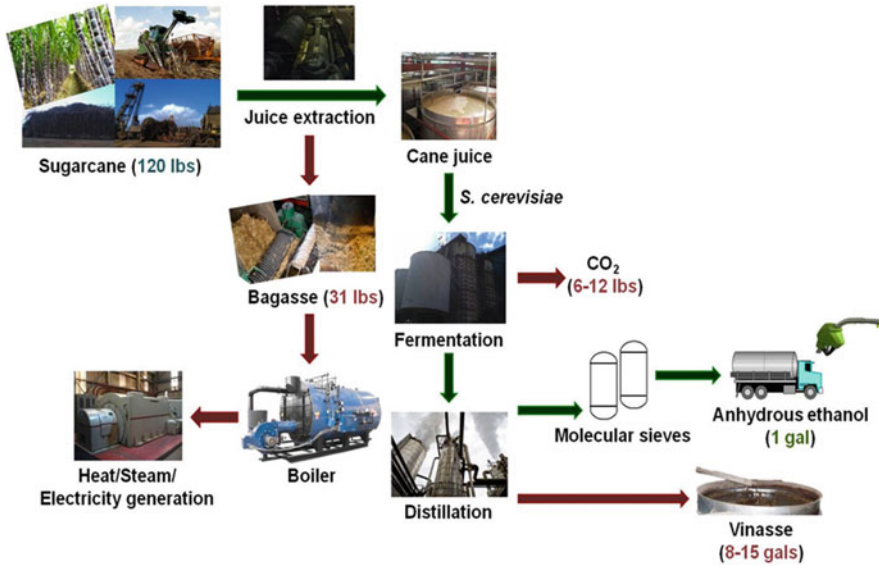 Juice extraction
Sugarcane (120 lbs)
Cane juice
S. cerevisiae
Bagasse (31 lbs)
CO₂
(6-12 lbs)
Fermentation
Heat/Steam/
Electricity generation
Boiler
Distillation
Molecular sieves
Anhydrous ethanol
(1 gal)
Vinasse
(8-15 gals)